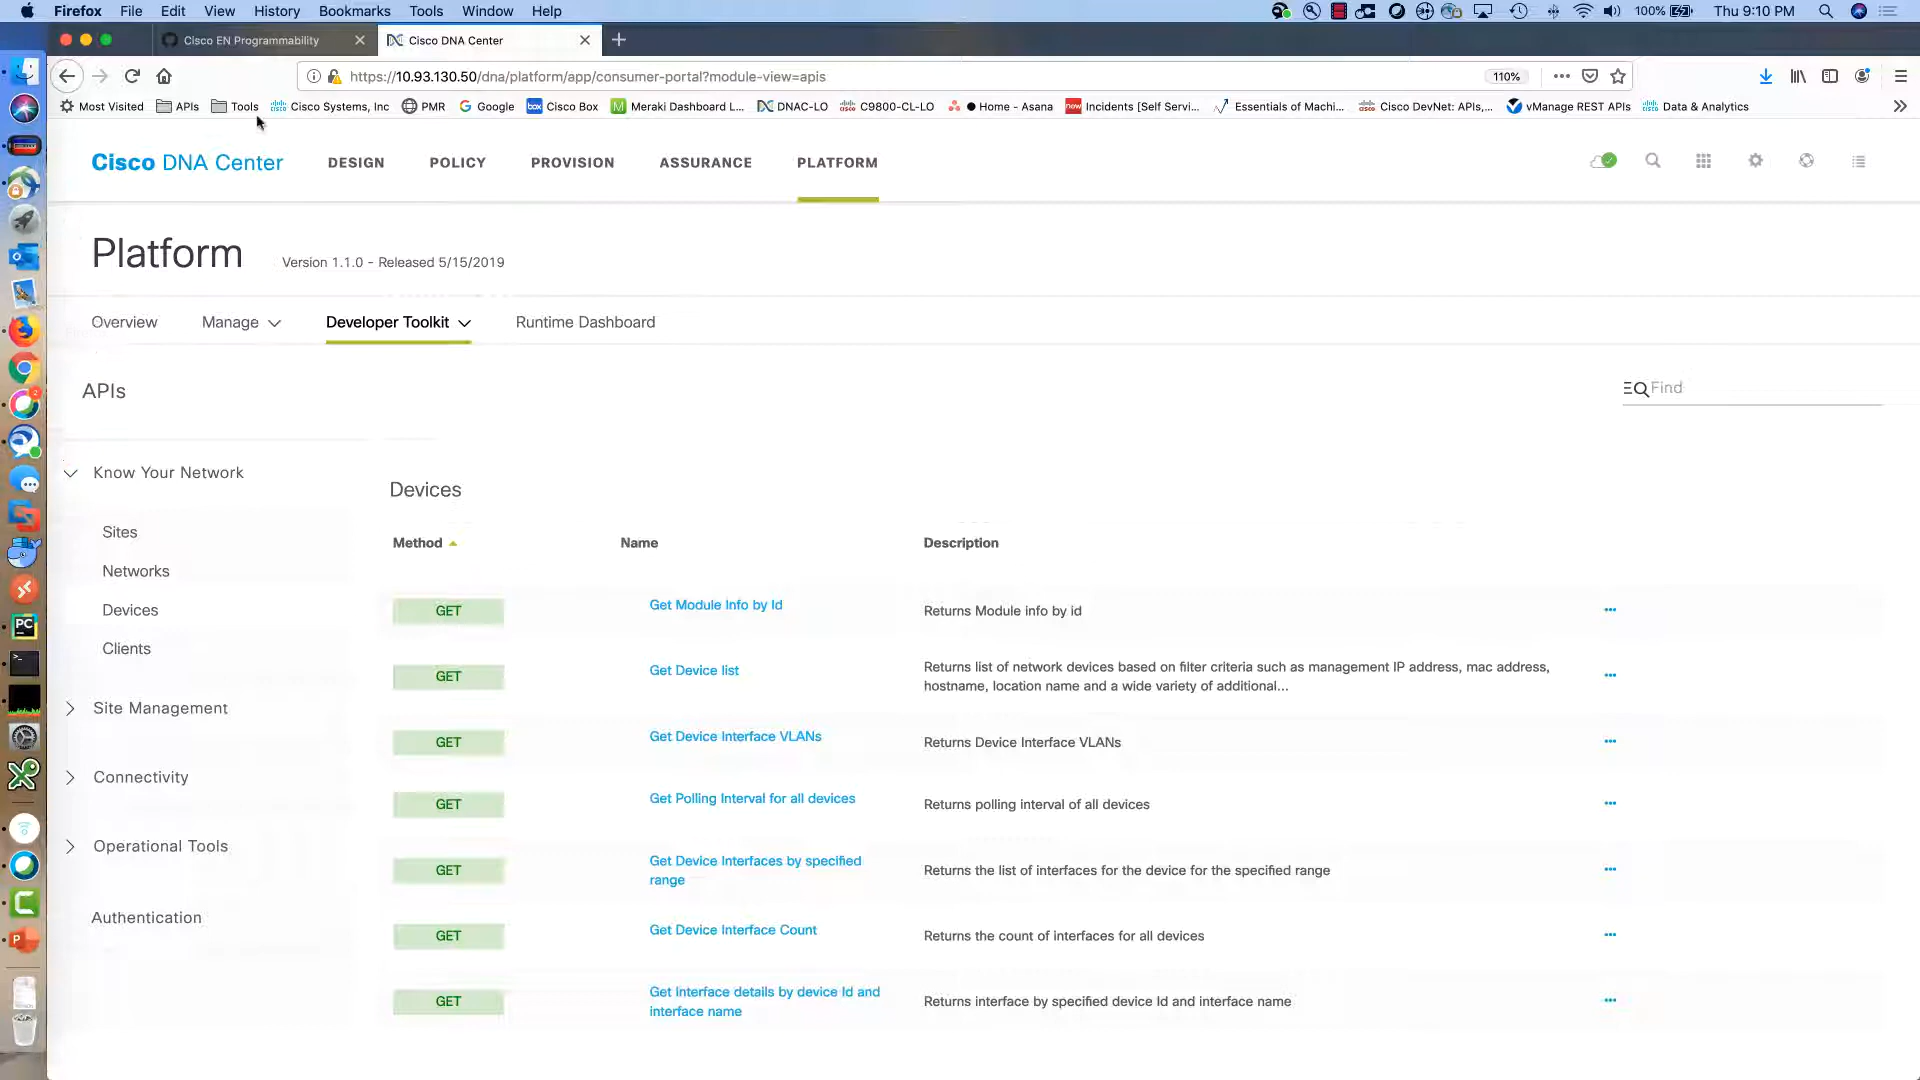 Firefox File Edit View History Bookmarks Tools Window Help 100% Thu 9:10 PM
Cisco EN Programmability Cisco DNA Center
https://10.93.130.50/dna/platform/app/consumer-portal?module-view=apis 110%
Most Visited APIs Tools Cisco Systems, Inc PMR Google Cisco Box Meraki Dashboard L... DNAC-LO C9800-CL-LO Home - Asana Incidents [Self Servi... Essentials of Machi... Cisco DevNet: APIs,... vManage REST APIs Data & Analytics
Cisco DNA Center DESIGN POLICY PROVISION ASSURANCE PLATFORM
Platform Version 1.1.0 - Released 5/15/2019
Overview Manage Developer Toolkit Runtime Dashboard
APIs Find
Know Your Network
Sites
Networks
Devices
Clients
Site Management
Connectivity
Operational Tools
Authentication
Devices
Method Name Description
GET Get Module Info by Id Returns Module info by id
GET Get Device list Returns list of network devices based on filter criteria such as management IP address, mac address,
hostname, location name and a wide variety of additional...
GET Get Device Interface VLANs Returns Device Interface VLANs
GET Get Polling Interval for all devices Returns polling interval of all devices
GET Get Device Interfaces by specified
range Returns the list of interfaces for the device for the specified range
GET Get Device Interface Count Returns the count of interfaces for all devices
GET Get Interface details by device Id and
interface name Returns interface by specified device Id and interface name